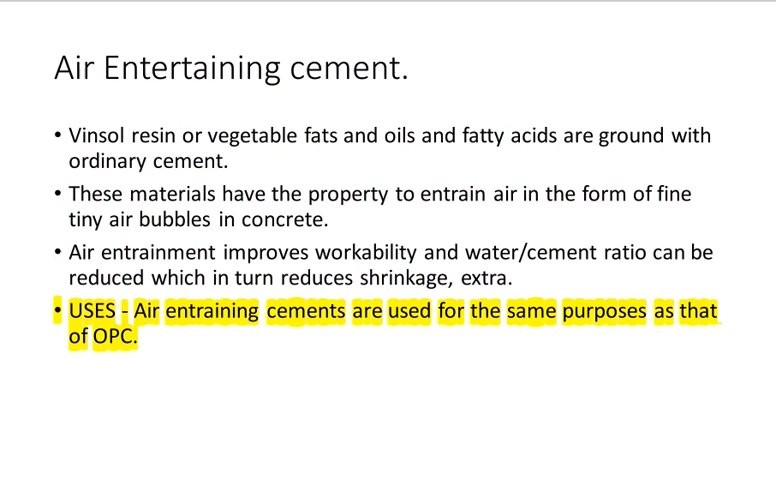 Air Entertaining cement.
• Vinsol resin or vegetable fats and oils and fatty acids are ground with
ordinary cement.
• These materials have the property to entrain air in the form of fine
tiny air bubbles in concrete.
• Air entrainment improves workability and water/cement ratio can be
reduced which in turn reduces shrinkage, extra.
• USES - Air entraining cements are used for the same purposes as that
of OPC.